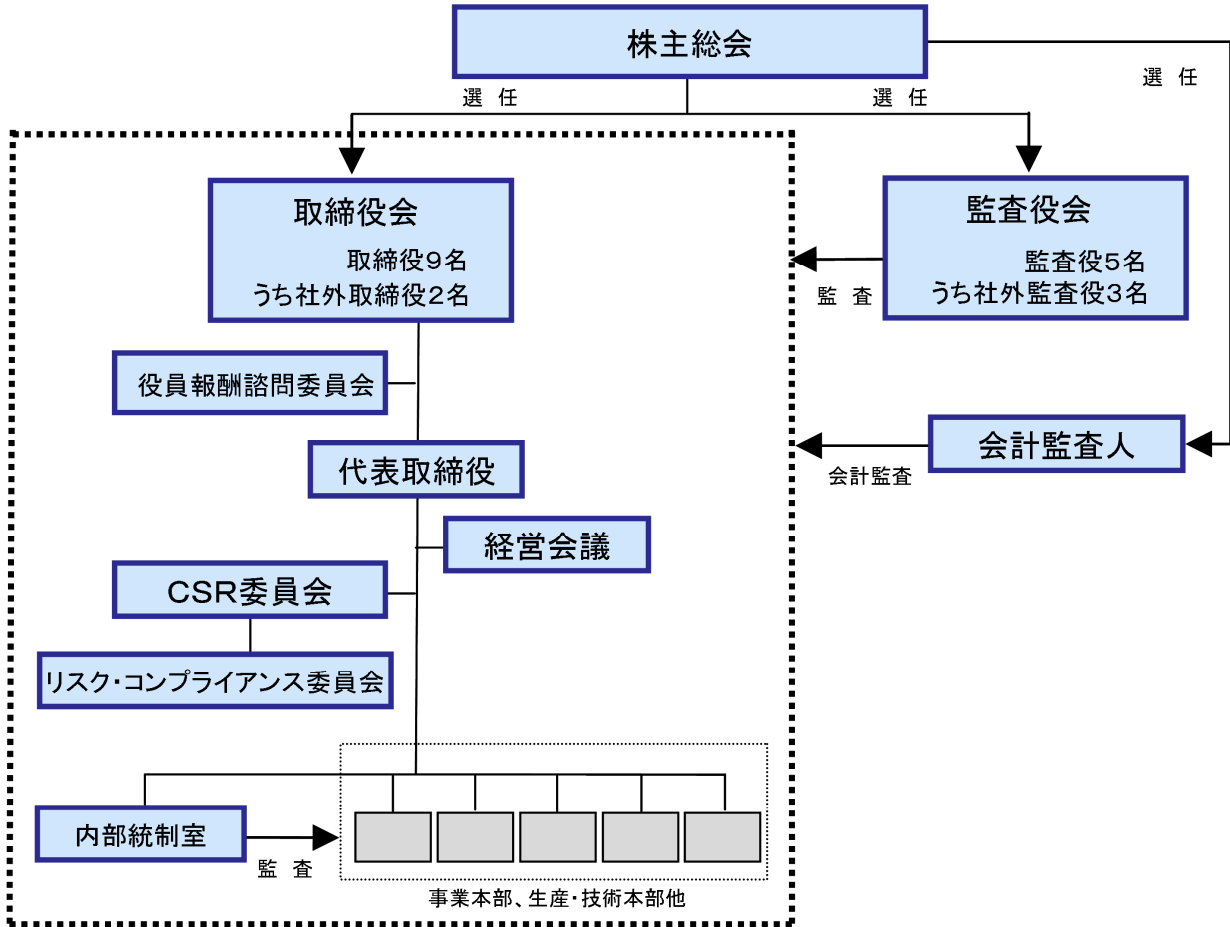 株主総会
選 任
選 任
選 任
取締役会
取締役9名
うち社外取締役2名
監査役会
監査役5名
うち社外監査役3名
監 査
役員報酬諮問委員会
代表取締役
会計監査人
会計監査
経営会議
CSR委員会
リスク・コンプライアンス委員会
内部統制室
監 査
事業本部、生産・技術本部他